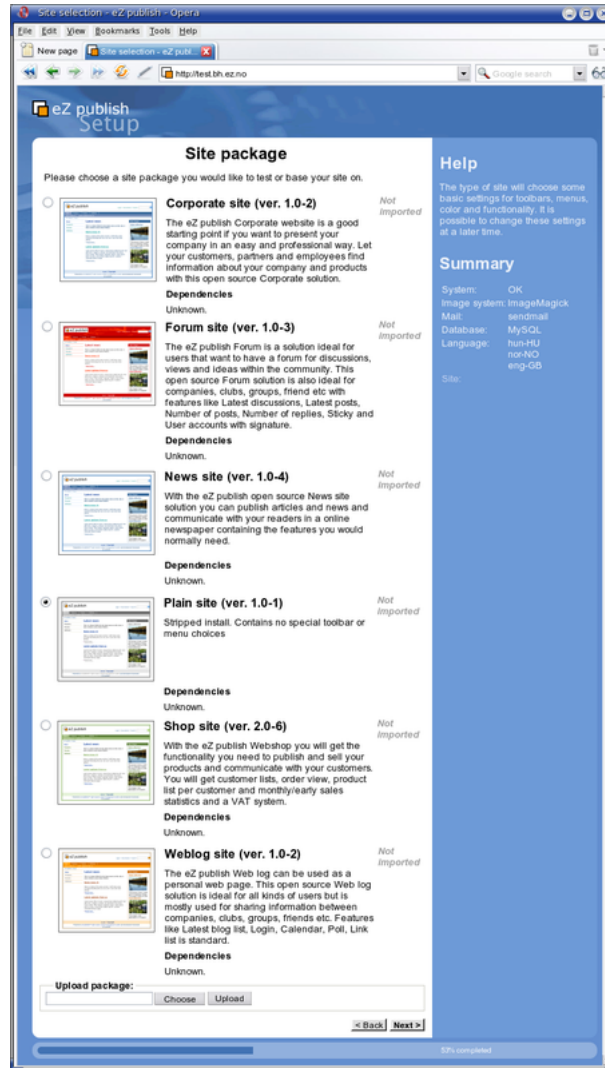 Site selection - eZ publish - Opera
File Edit View Bookmarks Tools Help
New page Site selection - eZ publ...
http://test.bh.ez.no Google search
eZ publish
Setup
Site package
Please choose a site package you would like to test or base your site on.
Corporate site (ver. 1.0-2) Not Imported
The eZ publish Corporate website is a good
starting point if you want to present your
company in an easy and professional way. Let
your customers, partners and employees find
information about your company and products
with this open source Corporate solution.
Dependencies
Unknown.
Forum site (ver. 1.0-3) Not Imported
The eZ publish Forum is a solution ideal for
users that want to have a forum for discussions,
views and ideas within the community. This
open source Forum solution is also ideal for
companies, clubs, groups, friend etc with
features like Latest discussions, Latest posts,
Number of posts, Number of replies, Sticky and
User accounts with signature.
Dependencies
Unknown.
News site (ver. 1.0-4) Not Imported
With the eZ publish open source News site
solution you can publish articles and news and
communicate with your readers in a online
newspaper containing the features you would
normally need.
Dependencies
Unknown.
Plain site (ver. 1.0-1) Not Imported
Stripped install. Contains no special toolbar or
menu choices
Dependencies
Unknown.
Shop site (ver. 2.0-6) Not Imported
With the eZ publish Webshop you will get the
functionality you need to publish and sell your
products and communicate with your customers.
You will get customer lists, order view, product
list per customer and monthly/early sales
statistics and a VAT system.
Dependencies
Unknown.
Weblog site (ver. 1.0-2) Not Imported
The eZ publish Web log can be used as a
personal web page. This open source Web log
solution is ideal for all kinds of users but is
mostly used for sharing information between
companies, clubs, groups, friends etc. Features
like Latest blog list, Login, Calendar, Poll, Link
list is standard.
Dependencies
Unknown.
Upload package:
Choose Upload
< Back Next >
Help
The type of site will choose some
basic settings for toolbars, menus,
color and functionality. It is
possible to change these settings
at a later time.
Summary
System: OK
Image system: ImageMagick
Mail: sendmail
Database: MySQL
Language: hun-HU
nor-NO
eng-GB
Site:
53% completed